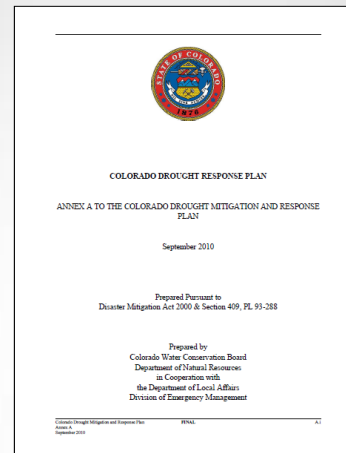 STATE OF COLORADO
1876
COLORADO DROUGHT RESPONSE PLAN
ANNEX A TO THE COLORADO DROUGHT MITIGATION AND RESPONSE
PLAN
September 2010
Prepared Pursuant to
Disaster Mitigation Act 2000 & Section 409, PL 93-288
Prepared by
Colorado Water Conservation Board
Department of Natural Resources
in Cooperation with
the Department of Local Affairs
Division of Emergency Management
Colorado Drought Mitigation and Response Plan FINAL A.1
Annex A
September 2010